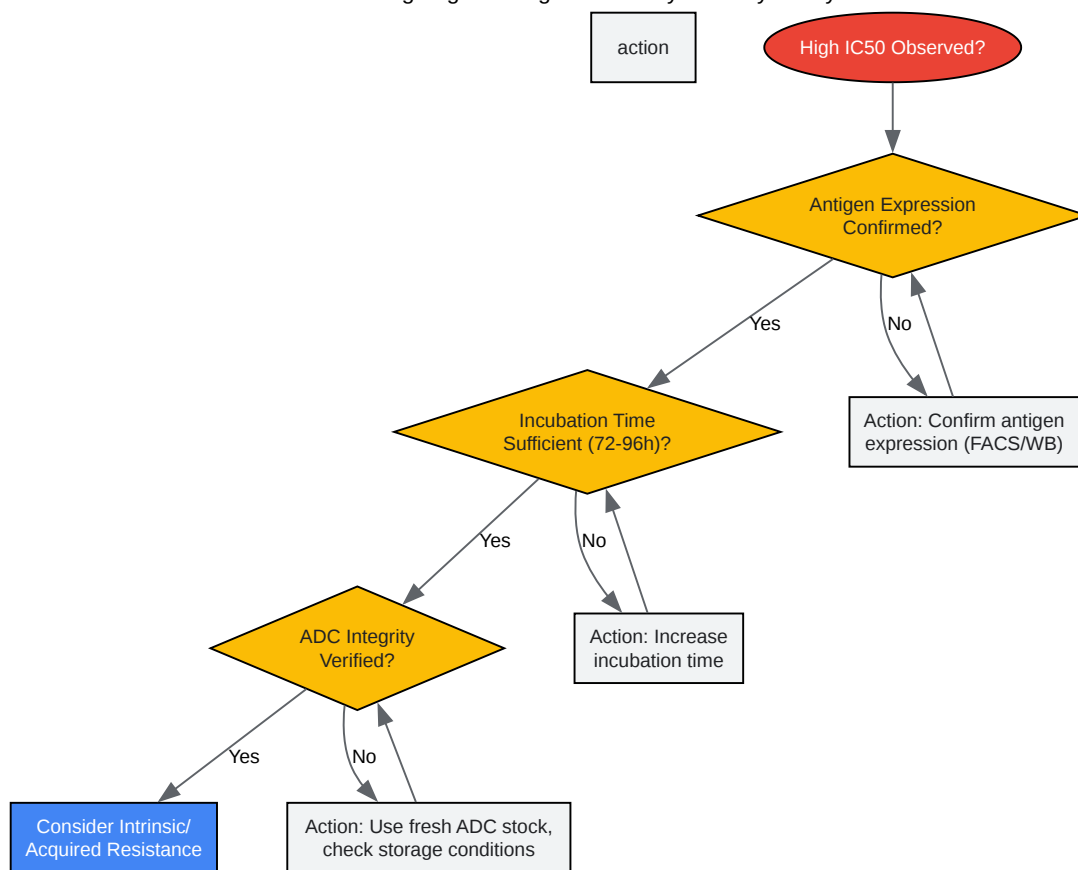 action
High IC50 Observed?
Antigen Expression
Confirmed?
Yes
No
Incubation Time
Sufficient (72-96h)?
Action: Confirm antigen
expression (FACS/WB)
Yes
No
ADC Integrity
Verified?
Action: Increase
incubation time
Yes
No
Consider Intrinsic/
Acquired Resistance
Action: Use fresh ADC stock,
check storage conditions